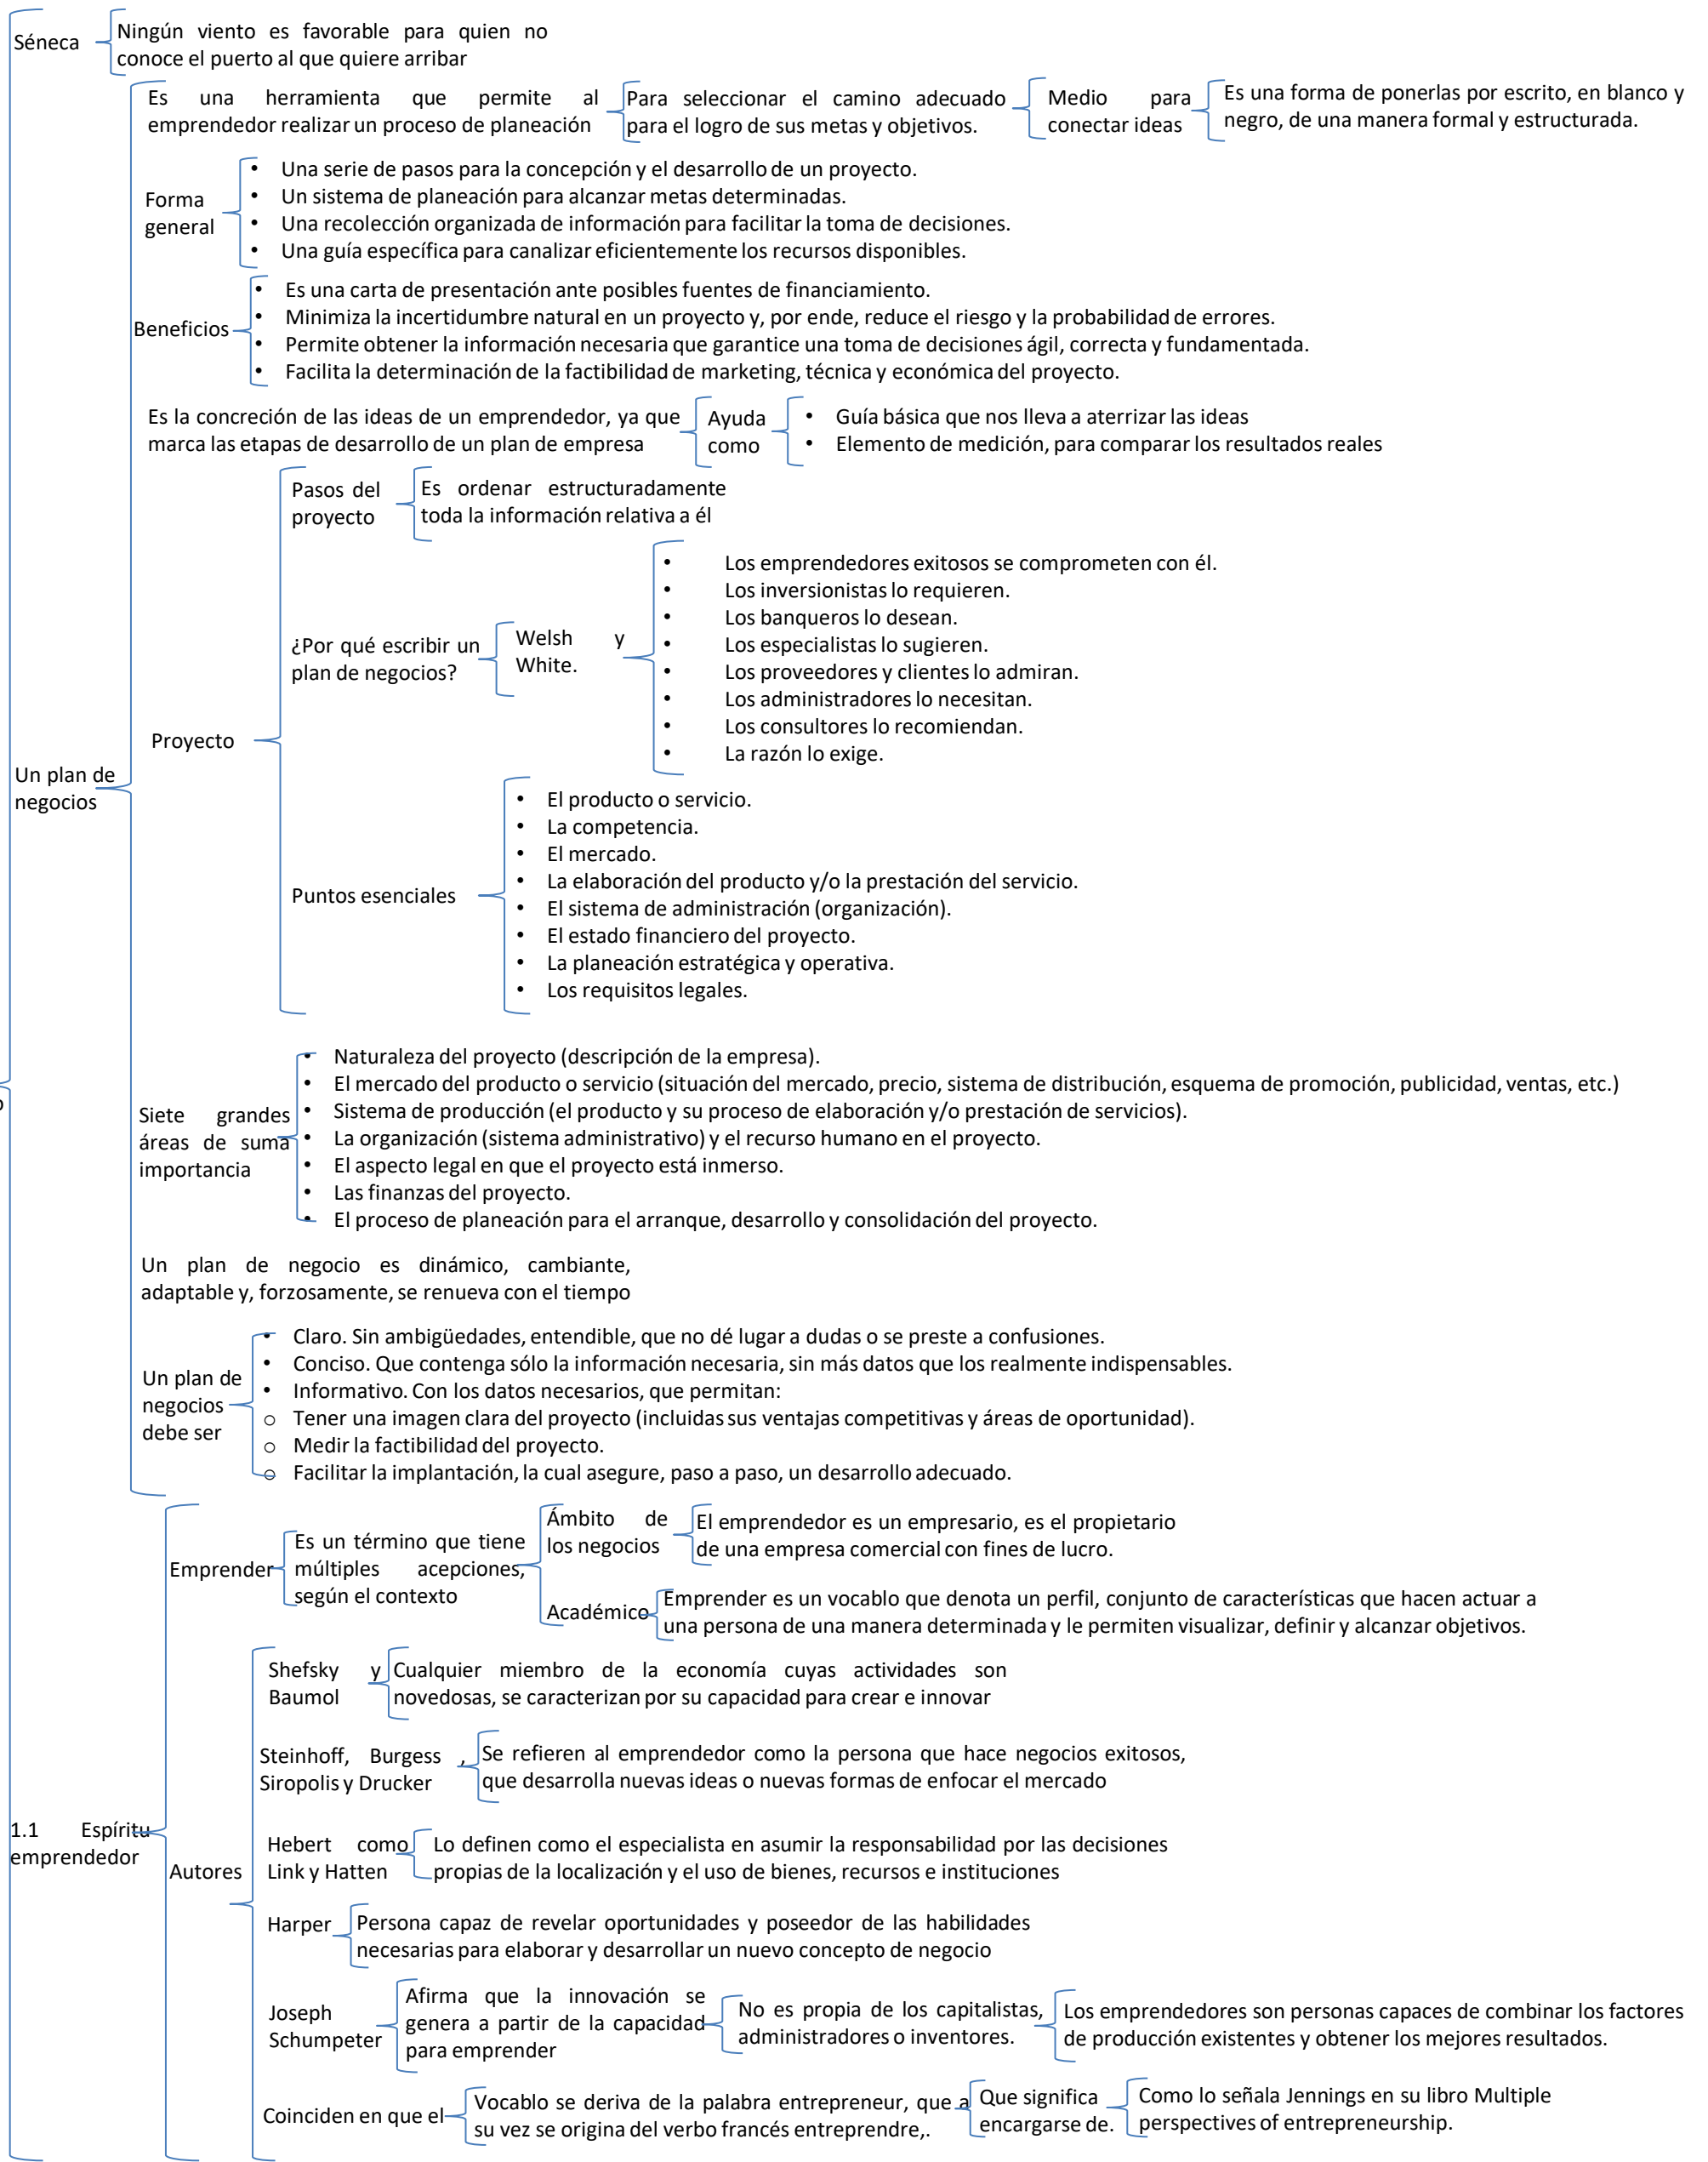 Séneca
Ningún viento es favorable para quien no
conoce el puerto al que quiere arribar
Es una herramienta que permite al
emprendedor realizar un proceso de planeación
Para seleccionar el camino adecuado
para el logro de sus metas y objetivos.
Medio para
conectar ideas
Es una forma de ponerlas por escrito, en blanco y
negro, de una manera formal y estructurada.
Forma
general
• Una serie de pasos para la concepción y el desarrollo de un proyecto.
• Un sistema de planeación para alcanzar metas determinadas.
• Una recolección organizada de información para facilitar la toma de decisiones.
• Una guía específica para canalizar eficientemente los recursos disponibles.
Beneficios
• Es una carta de presentación ante posibles fuentes de financiamiento.
• Minimiza la incertidumbre natural en un proyecto y, por ende, reduce el riesgo y la probabilidad de errores.
• Permite obtener la información necesaria que garantice una toma de decisiones ágil, correcta y fundamentada.
• Facilita la determinación de la factibilidad de marketing, técnica y económica del proyecto.
Es la concreción de las ideas de un emprendedor, ya que
marca las etapas de desarrollo de un plan de empresa
Ayuda
como
• Guía básica que nos lleva a aterrizar las ideas
• Elemento de medición, para comparar los resultados reales
Pasos del
proyecto
Es ordenar estructuradamente
toda la información relativa a él
¿Por qué escribir un
plan de negocios?
Welsh y
White.
• Los emprendedores exitosos se comprometen con él.
• Los inversionistas lo requieren.
• Los banqueros lo desean.
• Los especialistas lo sugieren.
• Los proveedores y clientes lo admiran.
• Los administradores lo necesitan.
• Los consultores lo recomiendan.
• La razón lo exige.
Proyecto
Un plan de
negocios
Puntos esenciales
• El producto o servicio.
• La competencia.
• El mercado.
• La elaboración del producto y/o la prestación del servicio.
• El sistema de administración (organización).
• El estado financiero del proyecto.
• La planeación estratégica y operativa.
• Los requisitos legales.
o
Siete grandes
áreas de suma
importancia
• Naturaleza del proyecto (descripción de la empresa).
• El mercado del producto o servicio (situación del mercado, precio, sistema de distribución, esquema de promoción, publicidad, ventas, etc.)
• Sistema de producción (el producto y su proceso de elaboración y/o prestación de servicios).
• La organización (sistema administrativo) y el recurso humano en el proyecto.
• El aspecto legal en que el proyecto está inmerso.
• Las finanzas del proyecto.
• El proceso de planeación para el arranque, desarrollo y consolidación del proyecto.
Un plan de negocio es dinámico, cambiante,
adaptable y, forzosamente, se renueva con el tiempo
Un plan de
negocios
debe ser
• Claro. Sin ambigüedades, entendible, que no dé lugar a dudas o se preste a confusiones.
• Conciso. Que contenga sólo la información necesaria, sin más datos que los realmente indispensables.
• Informativo. Con los datos necesarios, que permitan:
o Tener una imagen clara del proyecto (incluidas sus ventajas competitivas y áreas de oportunidad).
o Medir la factibilidad del proyecto.
o Facilitar la implantación, la cual asegure, paso a paso, un desarrollo adecuado.
Emprender
Es un término que tiene
múltiples acepciones,
según el contexto
Ámbito de
los negocios
El emprendedor es un empresario, es el propietario
de una empresa comercial con fines de lucro.
Académico
Emprender es un vocablo que denota un perfil, conjunto de características que hacen actuar a
una persona de una manera determinada y le permiten visualizar, definir y alcanzar objetivos.
1.1 Espíritu
emprendedor
Autores
Shefsky y
Baumol
Cualquier miembro de la economía cuyas actividades son
novedosas, se caracterizan por su capacidad para crear e innovar
Steinhoff, Burgess ,
Siropolis y Drucker
Se refieren al emprendedor como la persona que hace negocios exitosos,
que desarrolla nuevas ideas o nuevas formas de enfocar el mercado
Hebert como
Link y Hatten
Lo definen como el especialista en asumir la responsabilidad por las decisiones
propias de la localización y el uso de bienes, recursos e instituciones
Harper
Persona capaz de revelar oportunidades y poseedor de las habilidades
necesarias para elaborar y desarrollar un nuevo concepto de negocio
Joseph
Schumpeter
Afirma que la innovación se
genera a partir de la capacidad
para emprender
No es propia de los capitalistas,
administradores o inventores.
Los emprendedores son personas capaces de combinar los factores
de producción existentes y obtener los mejores resultados.
Coinciden en que el
Vocablo se deriva de la palabra entrepreneur, que a
su vez se origina del verbo francés entreprendre,.
Que significa
encargarse de.
Como lo señala Jennings en su libro Multiple
perspectives of entrepreneurship.